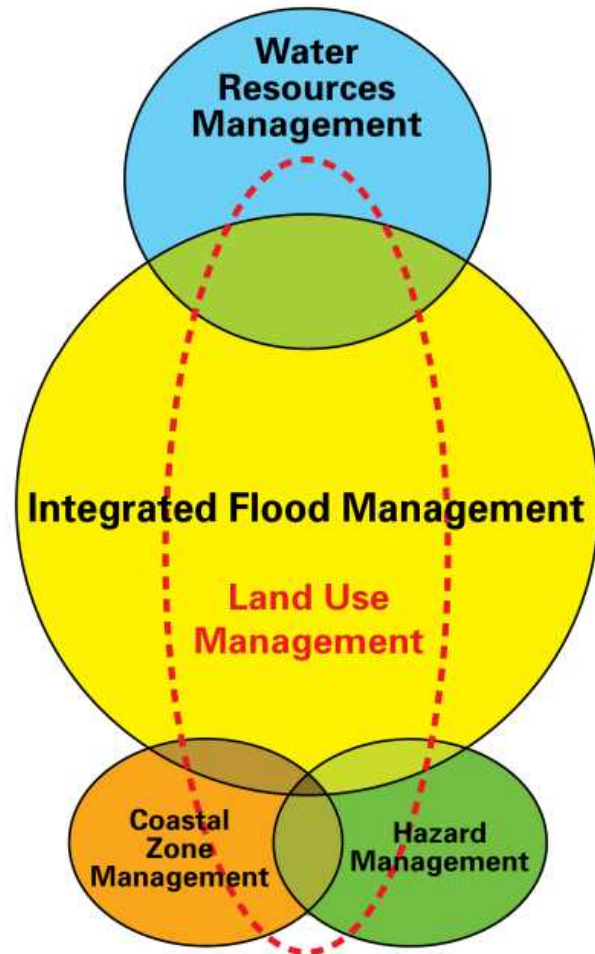 Water
Resources
Management
Integrated Flood Management
Land Use
Management
Coastal
Zone
Management
Hazard
Management